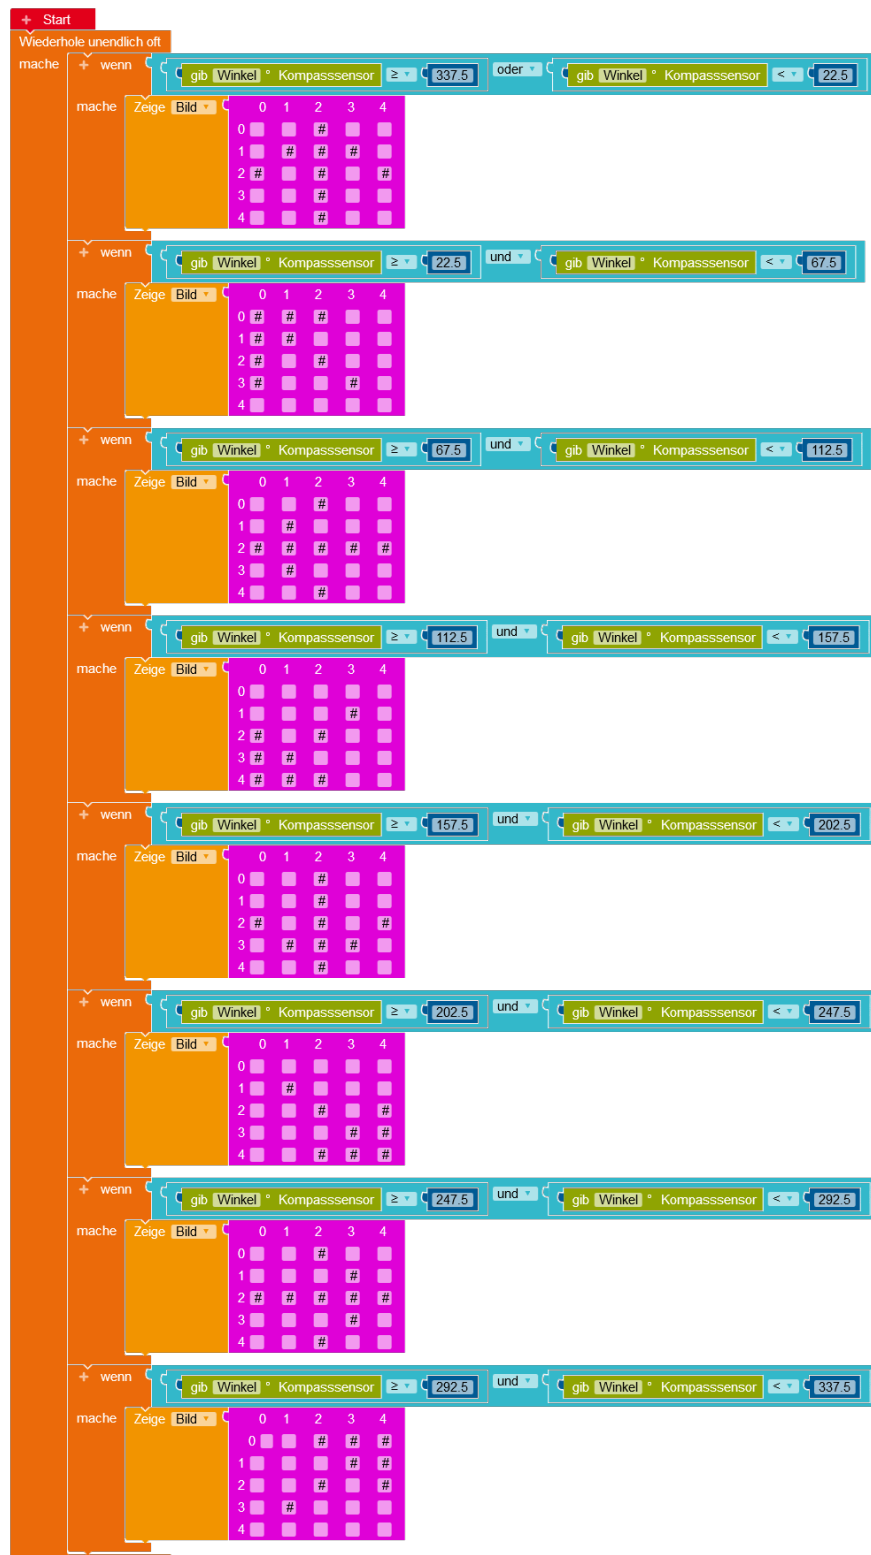 + Start
Wiederhole unendlich oft
mache + wenn gib Winkel ° Kompasssensor ≥ 337.5 oder gib Winkel ° Kompasssensor < 22.5
mache Zeige Bild 0 1 2 3 4
0 #
1 # # #
2 # # #
3 #
4 #
+ wenn gib Winkel ° Kompasssensor ≥ 22.5 und gib Winkel ° Kompasssensor < 67.5
mache Zeige Bild 0 1 2 3 4
0 # # #
1 # #
2 # #
3 # #
4
+ wenn gib Winkel ° Kompasssensor ≥ 67.5 und gib Winkel ° Kompasssensor < 112.5
mache Zeige Bild 0 1 2 3 4
0 #
1 #
2 # # # # #
3 #
4 #
+ wenn gib Winkel ° Kompasssensor ≥ 112.5 und gib Winkel ° Kompasssensor < 157.5
mache Zeige Bild 0 1 2 3 4
0
1 #
2 # #
3 # #
4 # # #
+ wenn gib Winkel ° Kompasssensor ≥ 157.5 und gib Winkel ° Kompasssensor < 202.5
mache Zeige Bild 0 1 2 3 4
0 #
1 #
2 # # #
3 # # #
4 #
+ wenn gib Winkel ° Kompasssensor ≥ 202.5 und gib Winkel ° Kompasssensor < 247.5
mache Zeige Bild 0 1 2 3 4
0
1 #
2 # #
3 # #
4 # # #
+ wenn gib Winkel ° Kompasssensor ≥ 247.5 und gib Winkel ° Kompasssensor < 292.5
mache Zeige Bild 0 1 2 3 4
0 #
1 #
2 # # # # #
3 #
4 #
+ wenn gib Winkel ° Kompasssensor ≥ 292.5 und gib Winkel ° Kompasssensor < 337.5
mache Zeige Bild 0 1 2 3 4
0 # # #
1 # #
2 # #
3 #
4